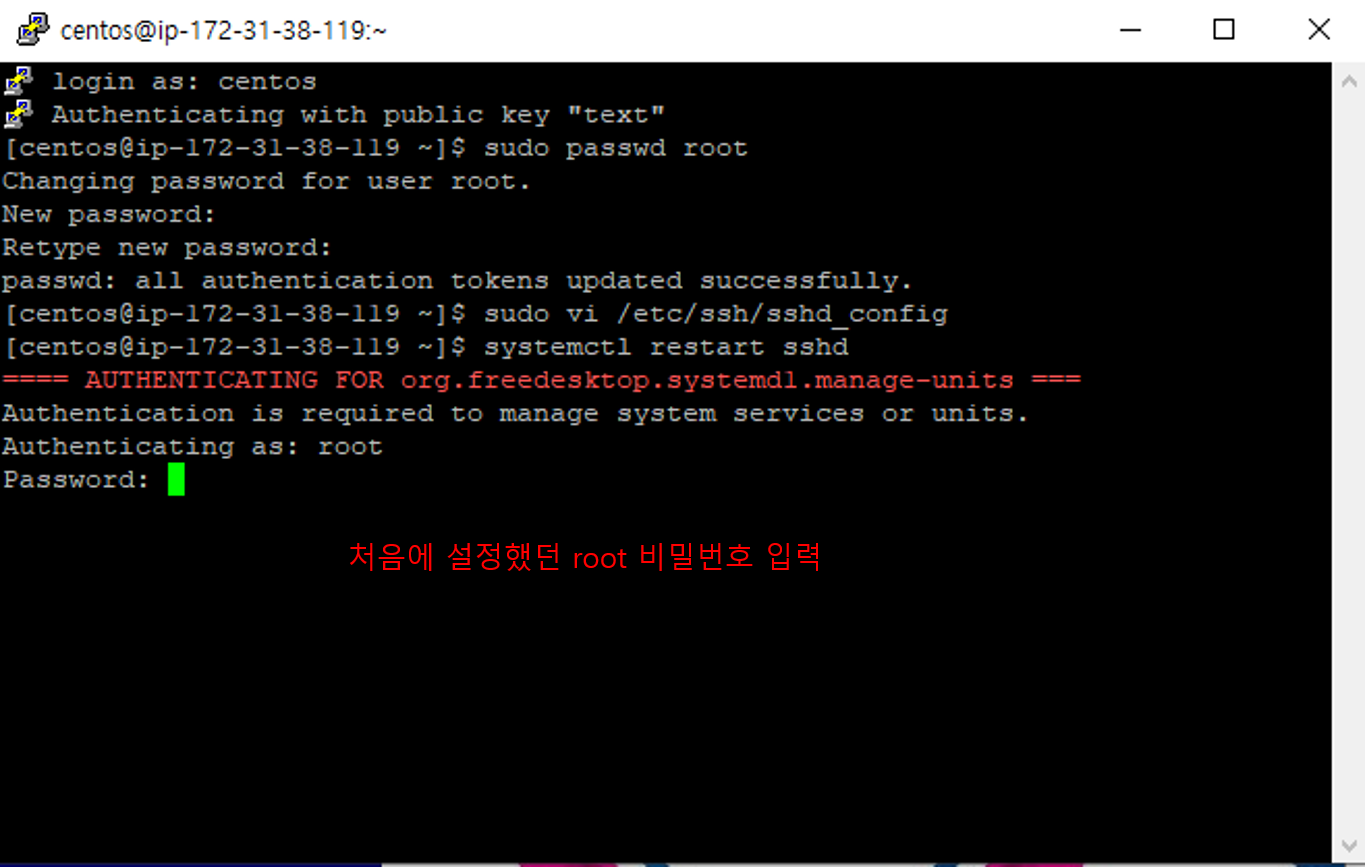 centos@ip-172-31-38-119:~
login as: centos
Authenticating with public key "text"
[centos@ip-172-31-38-119 ~]$ sudo passwd root
Changing password for user root.
New password:
Retype new password:
passwd: all authentication tokens updated successfully.
[centos@ip-172-31-38-119 ~]$ sudo vi /etc/ssh/sshd_config
[centos@ip-172-31-38-119 ~]$ systemctl restart sshd
==== AUTHENTICATING FOR org.freedesktop.systemd1.manage-units ===
Authentication is required to manage system services or units.
Authenticating as: root
Password:
처음에 설정했던 root 비밀번호 입력